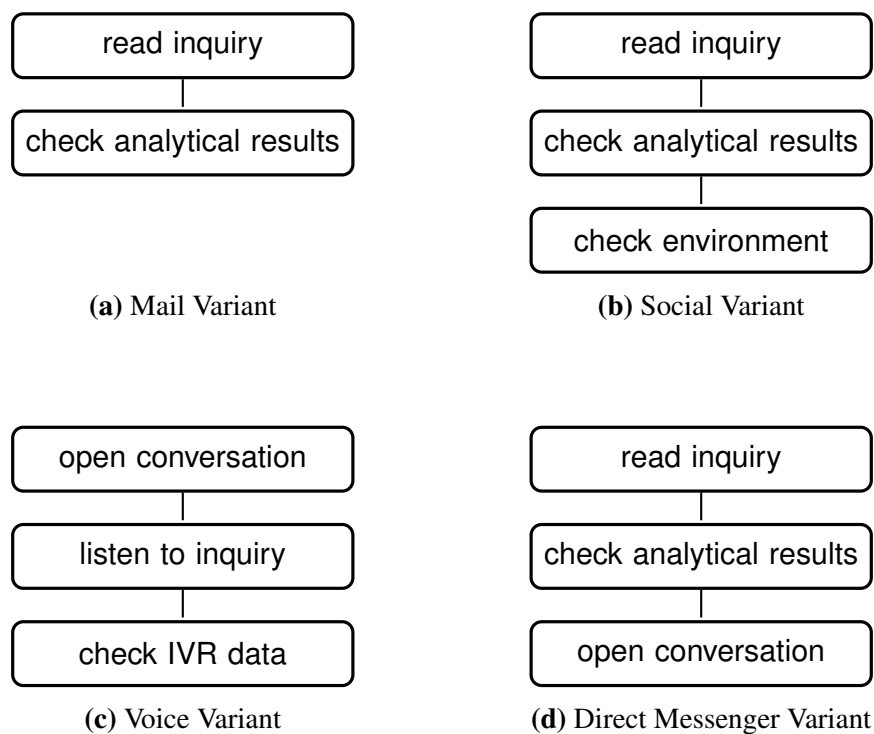 read inquiry
check analytical results
(a) Mail Variant
read inquiry
check analytical results
check environment
(b) Social Variant
open conversation
listen to inquiry
check IVR data
(c) Voice Variant
read inquiry
check analytical results
open conversation
(d) Direct Messenger Variant